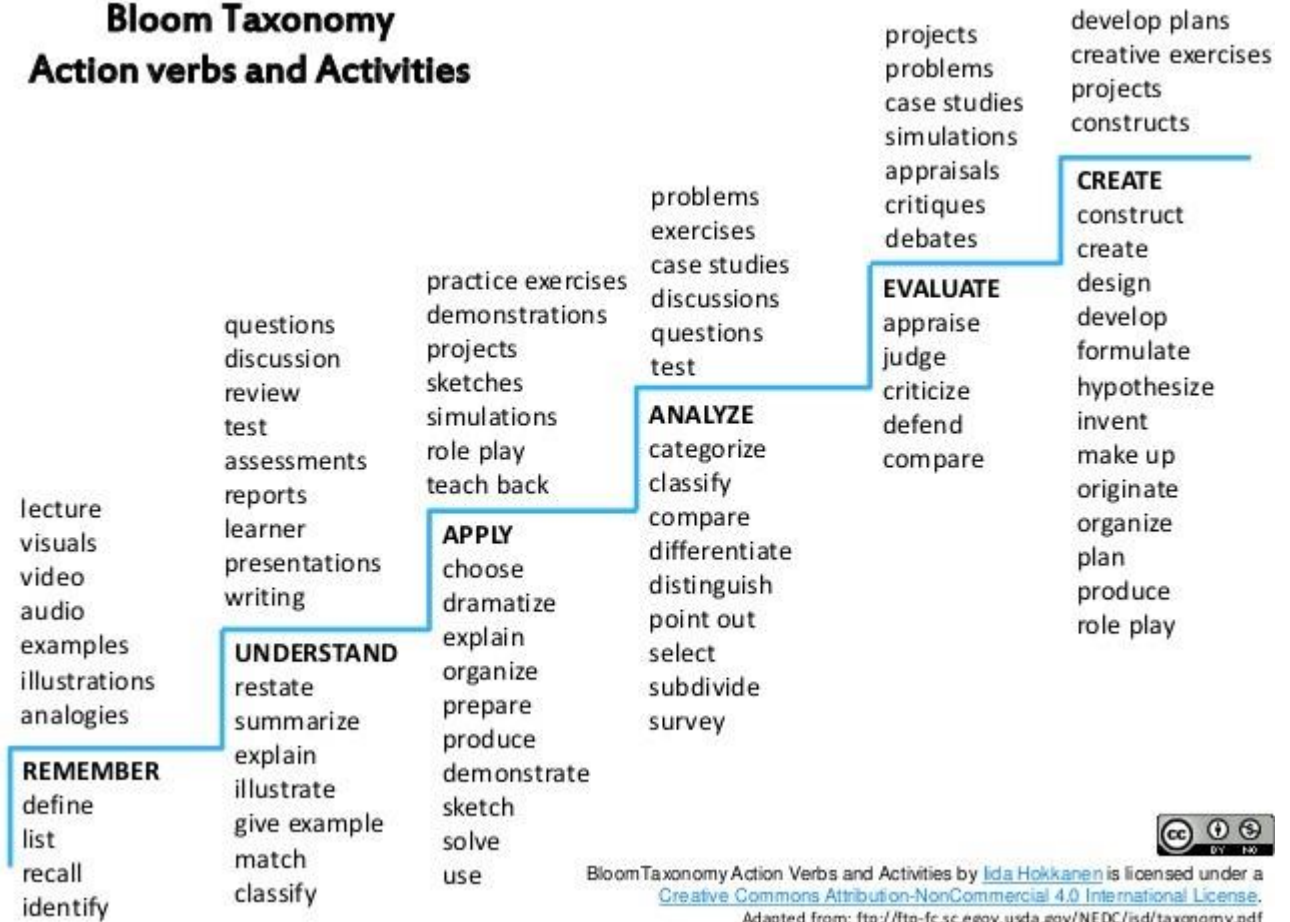 Bloom Taxonomy
Action verbs and Activities
lecture
visuals
video
audio
examples
illustrations
analogies
REMEMBER
define
list
recall
identify
questions
discussion
review
test
assessments
reports
learner
presentations
writing
UNDERSTAND
restate
summarize
explain
illustrate
give example
match
classify
practice exercises
demonstrations
projects
sketches
simulations
role play
teach back
APPLY
choose
dramatize
explain
organize
prepare
produce
demonstrate
sketch
solve
use
problems
exercises
case studies
discussions
questions
test
ANALYZE
categorize
classify
compare
differentiate
distinguish
point out
select
subdivide
survey
projects
problems
case studies
simulations
appraisals
critiques
debates
EVALUATE
appraise
judge
criticize
defend
compare
develop plans
creative exercises
projects
constructs
CREATE
construct
create
design
develop
formulate
hypothesize
invent
make up
originate
organize
plan
produce
role play
cc
BY
BloomTaxonomy Action Verbs and Activities by Iida Hokkanen is licensed under a
Creative Commons Attribution-NonCommercial 4.0 International License.
Adapted from: ftp://ftp-fc.sc.egov.usda.gov/NEDC/isd/taxonomy.pdf